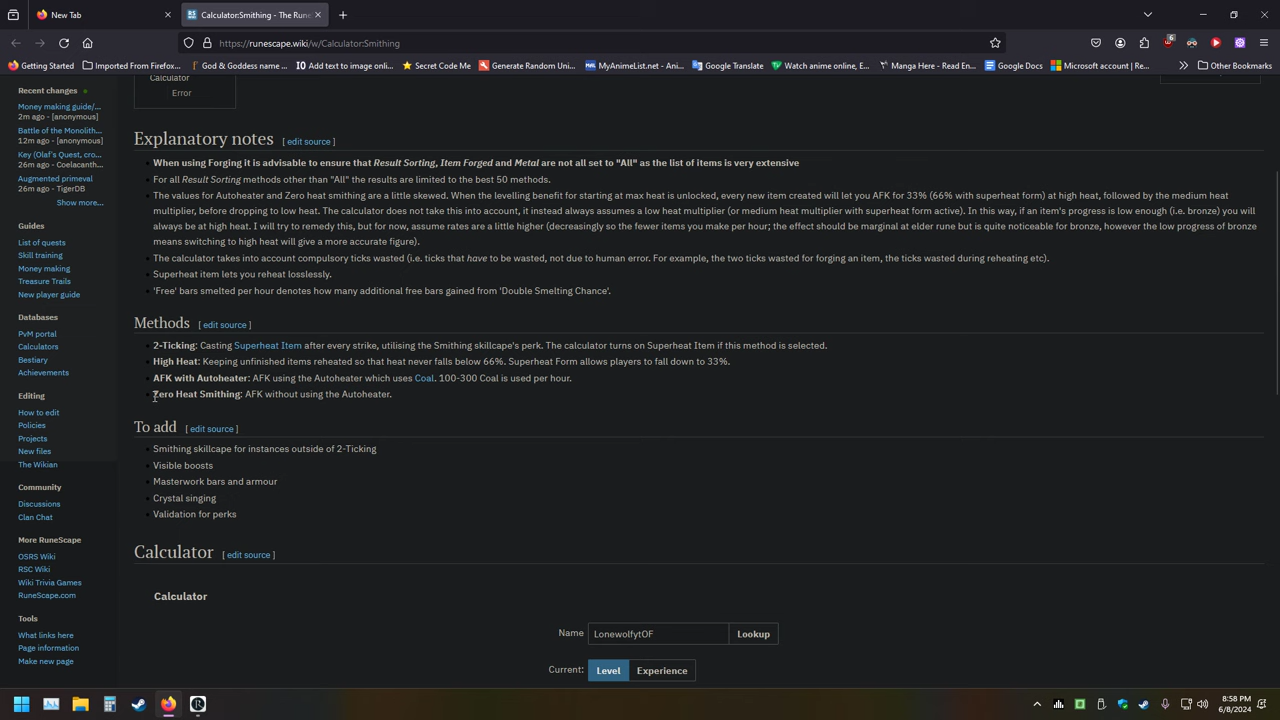 New Tab
Calculator:Smithing - The Rune
https://runescape.wiki/w/Calculator:Smithing
6
Getting Started
Imported From Firefox...
God & Goddess name ...
Add text to image onli...
Secret Code Me
Generate Random Uni...
MyAnimeList.net - Ani...
Google Translate
Watch anime online, e...
Manga Here - Read En...
Google Docs
Microsoft account | Re...
Other Bookmarks
Recent changes
Money making guide/...
2m ago - [anonymous]
Battle of the Monolith...
12m ago - [anonymous]
Key (Olaf's Quest, cro...
26m ago - Coelacanth...
Augmented primeval
26m ago - TigerDB
Show more...
Guides
List of quests
Skill training
Money making
Treasure Trails
New player guide
Databases
PvM portal
Calculators
Bestiary
Achievements
Editing
How to edit
Policies
Projects
New files
The Wikian
Community
Discussions
Clan Chat
More RuneScape
OSRS Wiki
RSC Wiki
Wiki Trivia Games
RuneScape.com
Tools
What links here
Page information
Make new page
Calculator
Error
Explanatory notes [ edit source ]
When using Forging it is advisable to ensure that Result Sorting, Item Forged and Metal are not all set to "All" as the list of items is very extensive
For all Result Sorting methods other than "All" the results are limited to the best 50 methods.
The values for Autoheater and Zero heat smithing are a little skewed. When the levelling benefit for starting at max heat is unlocked, every new item created will let you AFK for 33% (66% with superheat form) at high heat, followed by the medium heat
multiplier, before dropping to low heat. The calculator does not take this into account, it instead always assumes a low heat multiplier (or medium heat multiplier with superheat form active). In this way, if an item's progress is low enough (i.e. bronze) you will
always be at high heat. I will try to remedy this, but for now, assume rates are a little higher (decreasingly so the fewer items you make per hour; the effect should be marginal at elder rune but is quite noticeable for bronze, however the low progress of bronze
means switching to high heat will give a more accurate figure).
The calculator takes into account compulsory ticks wasted (i.e. ticks that have to be wasted, not due to human error. For example, the two ticks wasted for forging an item, the ticks wasted during reheating etc).
Superheat item lets you reheat losslessly.
'Free' bars smelted per hour denotes how many additional free bars gained from 'Double Smelting Chance'.
Methods [ edit source ]
2-Ticking: Casting Superheat Item after every strike, utilising the Smithing skillcape's perk. The calculator turns on Superheat Item if this method is selected.
High Heat: Keeping unfinished items reheated so that heat never falls below 66%. Superheat Form allows players to fall down to 33%.
AFK with Autoheater: AFK using the Autoheater which uses Coal. 100-300 Coal is used per hour.
Zero Heat Smithing: AFK without using the Autoheater.
To add [ edit source ]
Smithing skillcape for instances outside of 2-Ticking
Visible boosts
Masterwork bars and armour
Crystal singing
Validation for perks
Calculator [ edit source ]
Calculator
Name LonewolfytOF Lookup
Current: Level Experience
8:58 PM
6/8/2024